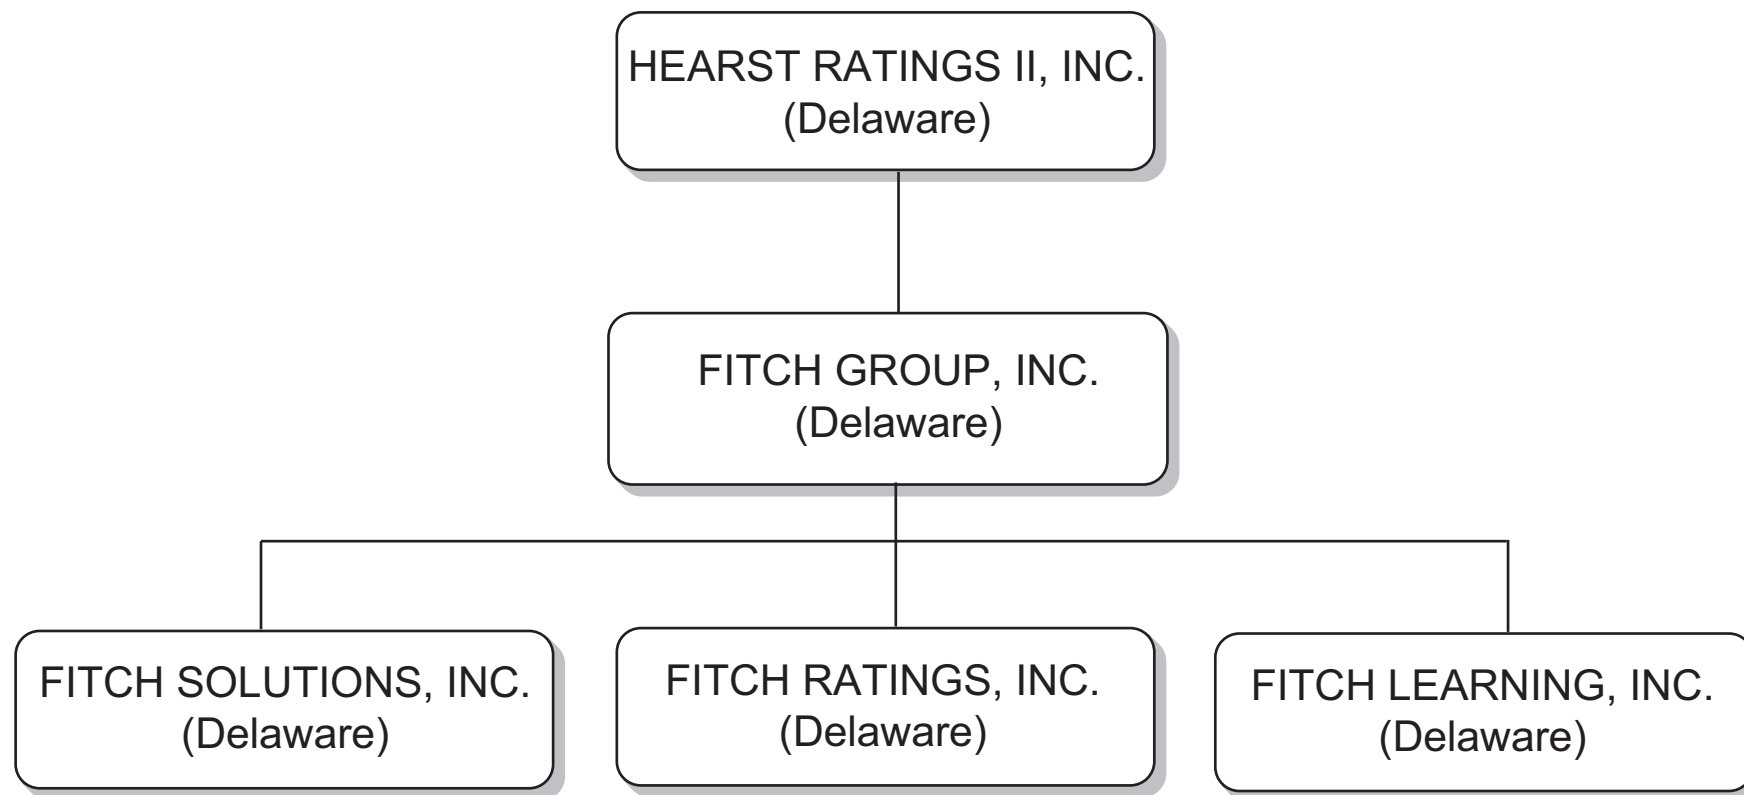 HEARST RATINGS II, INC.
(Delaware)
FITCH GROUP, INC.
(Delaware)
FITCH SOLUTIONS, INC.
(Delaware)
FITCH RATINGS, INC.
(Delaware)
FITCH LEARNING, INC.
(Delaware)